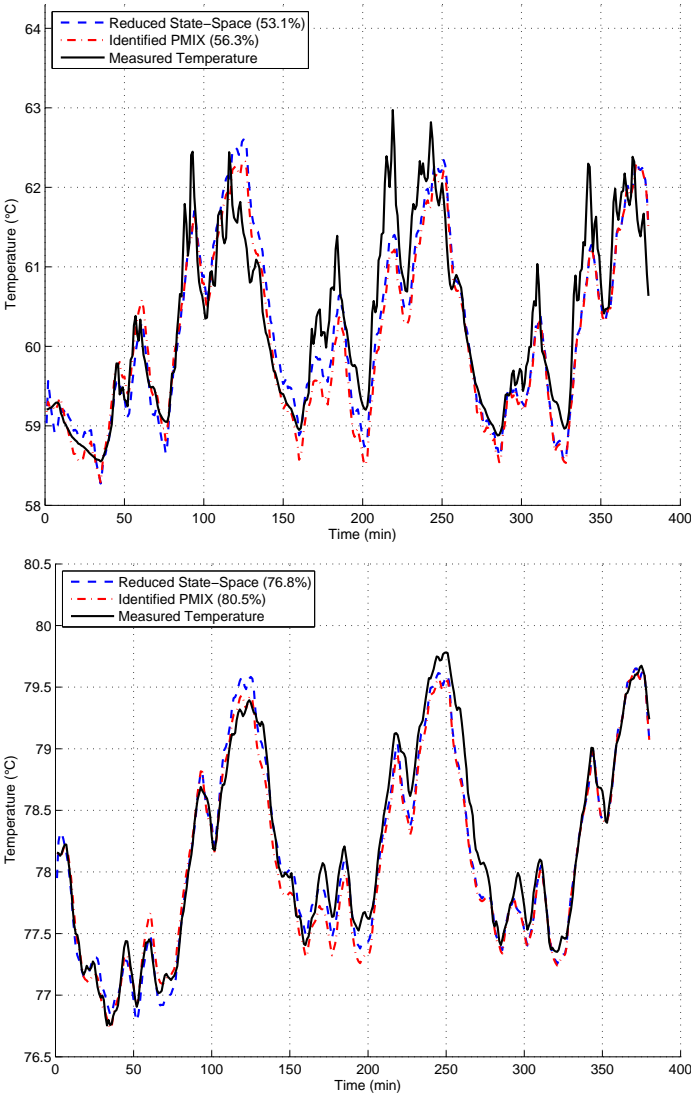 64
Reduced State−Space (53.1%)
Identified PMIX (56.3%)
Measured Temperature
63
62
61
60
59
58
Temperature (°C)
0 50 100 150 200 250 300 350 400
Time (min)
80.5
Reduced State−Space (76.8%)
Identified PMIX (80.5%)
Measured Temperature
80
79.5
79
78.5
78
77.5
77
76.5
Temperature (°C)
0 50 100 150 200 250 300 350 400
Time (min)